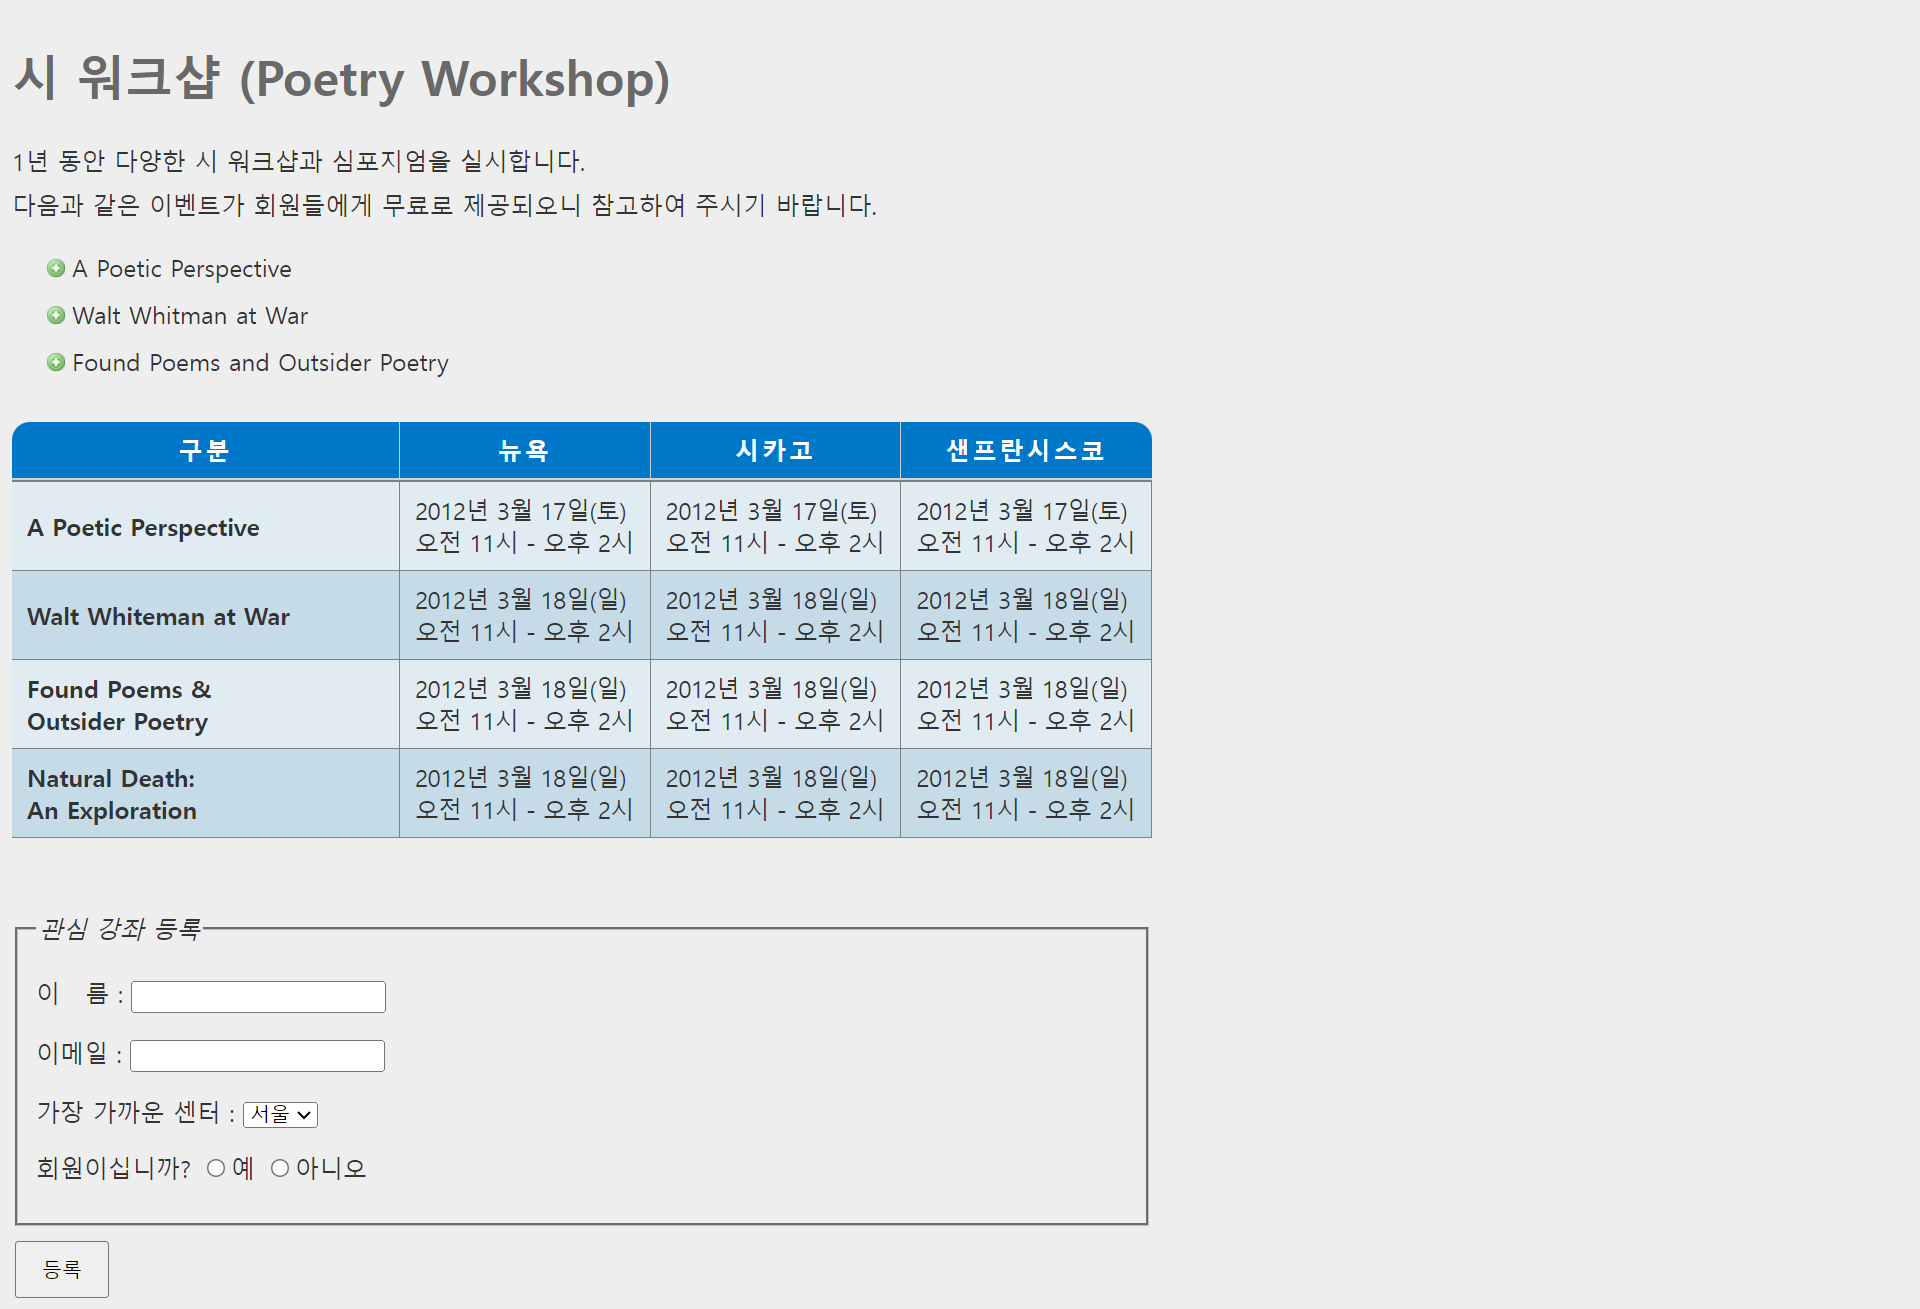 시 워크샵 (Poetry Workshop)
1년 동안 다양한 시 워크샵과 심포지엄을 실시합니다.
다음과 같은 이벤트가 회원들에게 무료로 제공되오니 참고하여 주시기 바랍니다.
A Poetic Perspective
Walt Whitman at War
Found Poems and Outsider Poetry
구분 뉴욕 시카고 샌프란시스코
A Poetic Perspective
2012년 3월 17일(토)
오전 11시 - 오후 2시
2012년 3월 17일(토)
오전 11시 - 오후 2시
2012년 3월 17일(토)
오전 11시 - 오후 2시
Walt Whiteman at War
2012년 3월 18일(일)
오전 11시 - 오후 2시
2012년 3월 18일(일)
오전 11시 - 오후 2시
2012년 3월 18일(일)
오전 11시 - 오후 2시
Found Poems &
Outsider Poetry
2012년 3월 18일(일)
오전 11시 - 오후 2시
2012년 3월 18일(일)
오전 11시 - 오후 2시
2012년 3월 18일(일)
오전 11시 - 오후 2시
Natural Death:
An Exploration
2012년 3월 18일(일)
오전 11시 - 오후 2시
2012년 3월 18일(일)
오전 11시 - 오후 2시
2012년 3월 18일(일)
오전 11시 - 오후 2시
관심 강좌 등록
이 름 :
이메일 :
가장 가까운 센터 : 서울
회원이십니까? 예 아니오
등록